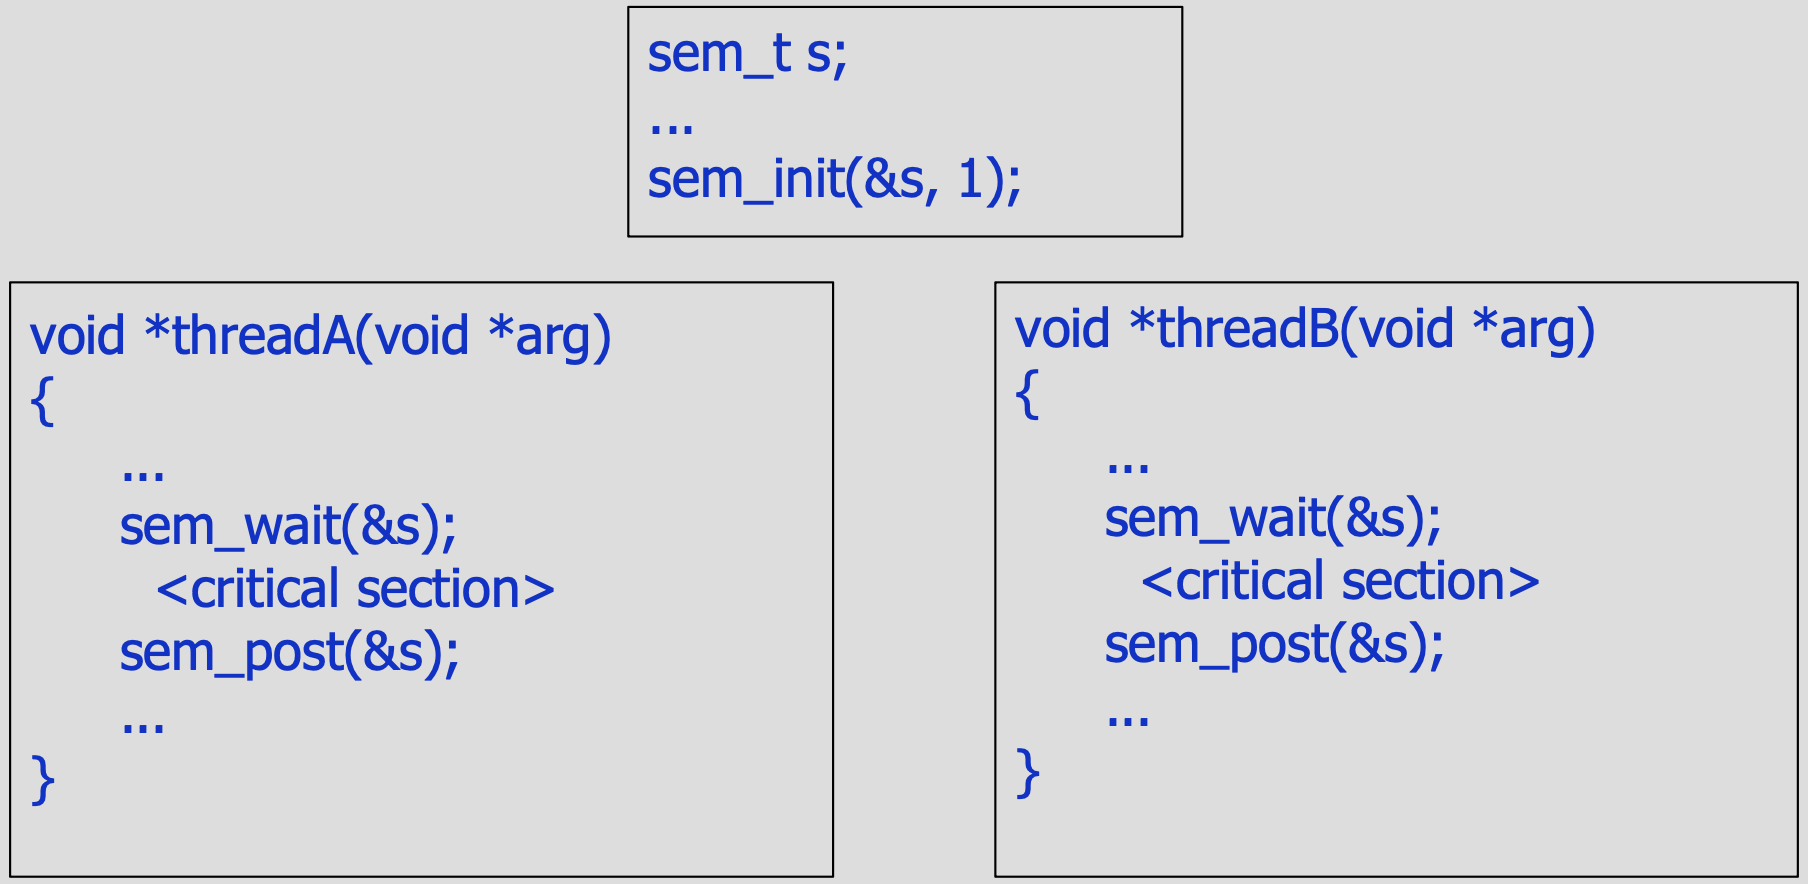 sem_t s;
...
sem_init(&s, 1);
void *threadA(void *arg)
{
...
sem_wait(&s);
<critical section>
sem_post(&s);
...
}
void *threadB(void *arg)
{
...
sem_wait(&s);
<critical section>
sem_post(&s);
...
}